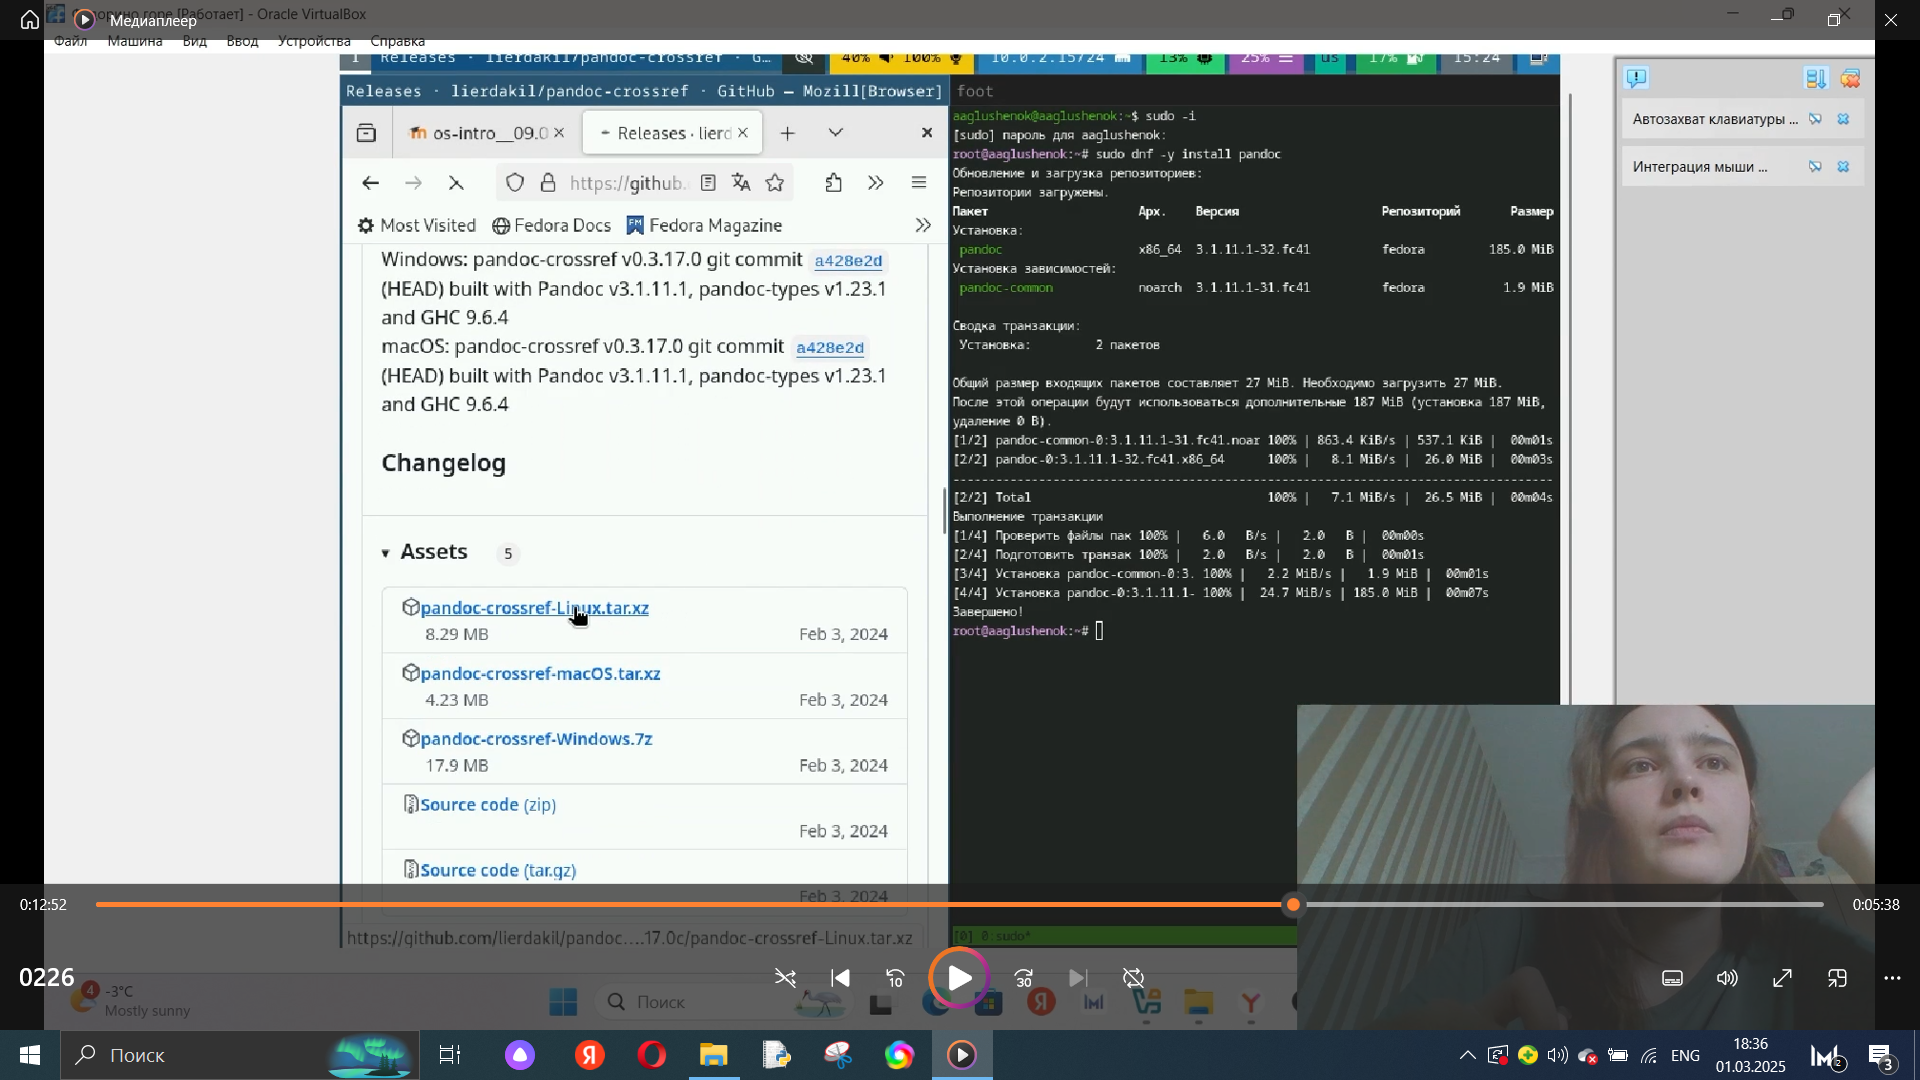 Медиаплеер
[Работает] - Oracle VirtualBox
Файл Машина Вид Ввод Устройства Справка
1 Releases · lierdakil/pandoc-crossref · G… 40% 100% 10.0.2.15/24 13% 25% us 17% 15:24
Releases · lierdakil/pandoc-crossref · GitHub — Mozill[Browser] foot
os-intro__09.0 Releases · lierd
https://github.
Most Visited Fedora Docs Fedora Magazine
Windows: pandoc-crossref v0.3.17.0 git commit a428e2d
(HEAD) built with Pandoc v3.1.11.1, pandoc-types v1.23.1
and GHC 9.6.4
macOS: pandoc-crossref v0.3.17.0 git commit a428e2d
(HEAD) built with Pandoc v3.1.11.1, pandoc-types v1.23.1
and GHC 9.6.4
Changelog
Assets 5
pandoc-crossref-Linux.tar.xz
8.29 MB Feb 3, 2024
pandoc-crossref-macOS.tar.xz
4.23 MB Feb 3, 2024
pandoc-crossref-Windows.7z
17.9 MB Feb 3, 2024
Source code (zip)
Feb 3, 2024
Source code (tar.gz)
Feb 3, 2024
https://github.com/lierdakil/pandoc….17.0c/pandoc-crossref-Linux.tar.xz
aaglushenok@aaglushenok:~$ sudo -i
[sudo] пароль для aaglushenok:
root@aaglushenok:~# sudo dnf -y install pandoc
Обновление и загрузка репозиториев:
Репозитории загружены.
Пакет Арх. Версия Репозиторий Размер
Установка:
pandoc x86_64 3.1.11.1-32.fc41 fedora 185.0 MiB
Установка зависимостей:
pandoc-common noarch 3.1.11.1-31.fc41 fedora 1.9 MiB
Сводка транзакции:
Установка: 2 пакетов
Общий размер входящих пакетов составляет 27 MiB. Необходимо загрузить 27 MiB.
После этой операции будут использоваться дополнительные 187 MiB (установка 187 MiB,
удаление 0 B).
[1/2] pandoc-common-0:3.1.11.1-31.fc41.noar 100% | 863.4 KiB/s | 537.1 KiB | 00m01s
[2/2] pandoc-0:3.1.11.1-32.fc41.x86_64 100% | 8.1 MiB/s | 26.0 MiB | 00m03s
--------------------------------------------------------------------------------
[2/2] Total 100% | 7.1 MiB/s | 26.5 MiB | 00m04s
Выполнение транзакции
[1/4] Проверить файлы пак 100% | 6.0 B/s | 2.0 B | 00m00s
[2/4] Подготовить транзак 100% | 2.0 B/s | 2.0 B | 00m01s
[3/4] Установка pandoc-common-0:3. 100% | 2.2 MiB/s | 1.9 MiB | 00m01s
[4/4] Установка pandoc-0:3.1.11.1- 100% | 24.7 MiB/s | 185.0 MiB | 00m07s
Завершено!
root@aaglushenok:~#
[0] 0:sudo*
Автозахват клавиатуры ...
Интеграция мыши ...
0:12:52 0:05:38
0226
10 30
4 -3°C
Mostly sunny
Поиск
Поиск
ENG
18:36
01.03.2025
2
3